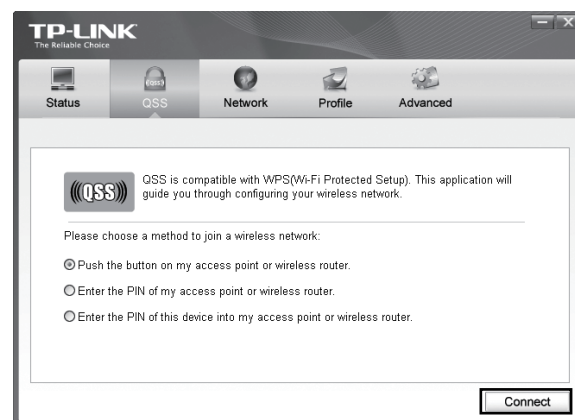 TP-LINK
The Reliable Choice
Status
QSS
Network
Profile
Advanced
QSS
QSS is compatible with WPS(Wi-Fi Protected Setup). This application will
guide you through configuring your wireless network.
Please choose a method to join a wireless network:
Push the button on my access point or wireless router.
Enter the PIN of my access point or wireless router.
Enter the PIN of this device into my access point or wireless router.
Connect